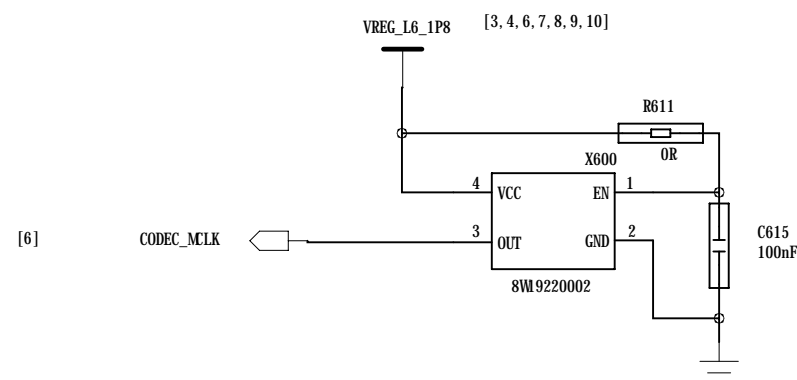 VREG_L6_1P8 [3,4,6,7,8,9,10]
R611
0R
X600
4 VCC EN 1
[6] CODEC_MCLK 3 OUT GND 2
C615
100nF
8W19220002